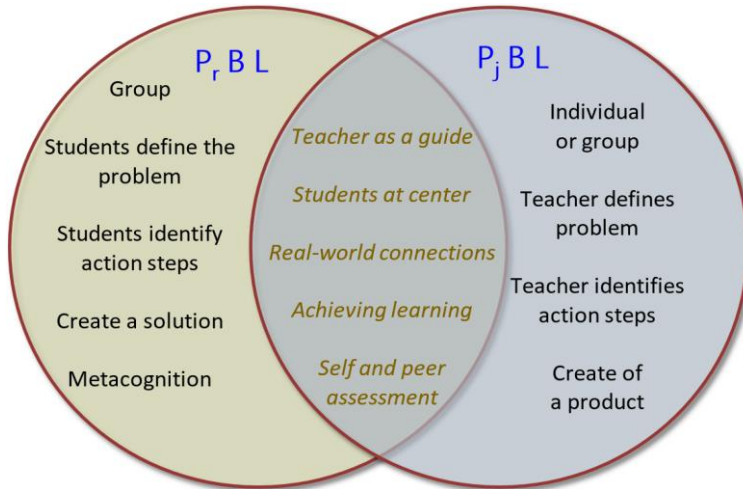 Pr B L
Group
Students define the
problem
Students identify
action steps
Create a solution
Metacognition
Teacher as a guide
Students at center
Real-world connections
Achieving learning
Self and peer
assessment
Pj B L
Individual
or group
Teacher defines
problem
Teacher identifies
action steps
Create of
a product